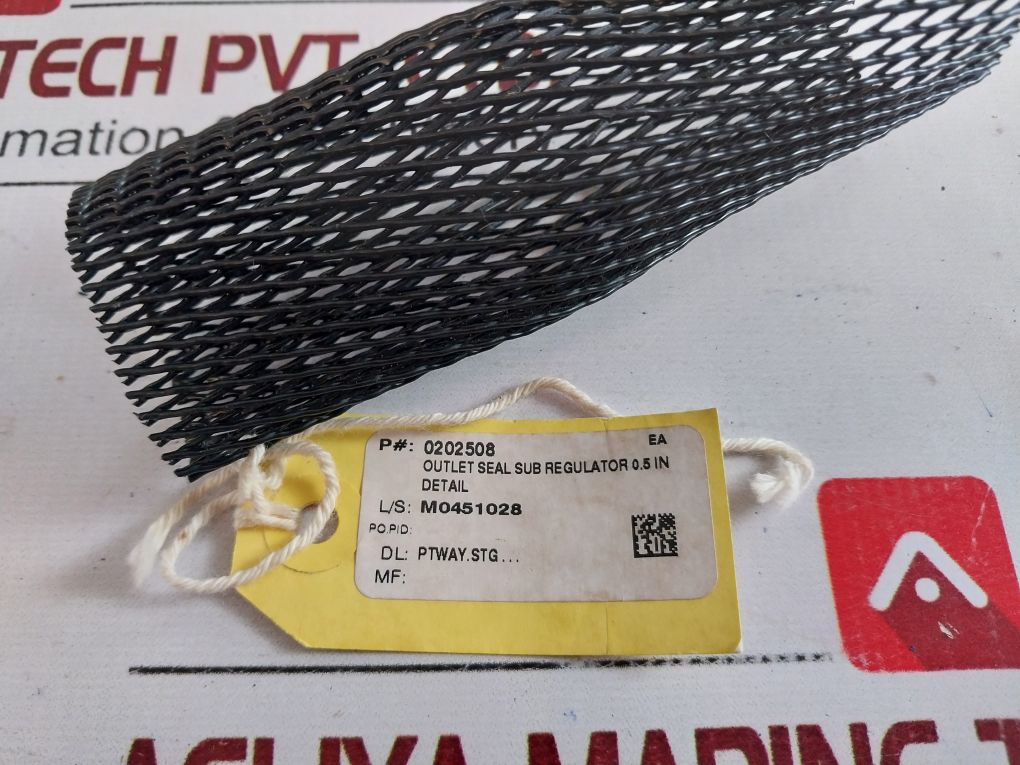 TECH PVT
mation
P#: 0202508 EA
OUTLET SEAL SUB REGULATOR 0.5 IN
DETAIL
L/S: M0451028
PO.PID:
DL: PTWAY.STG...
MF: